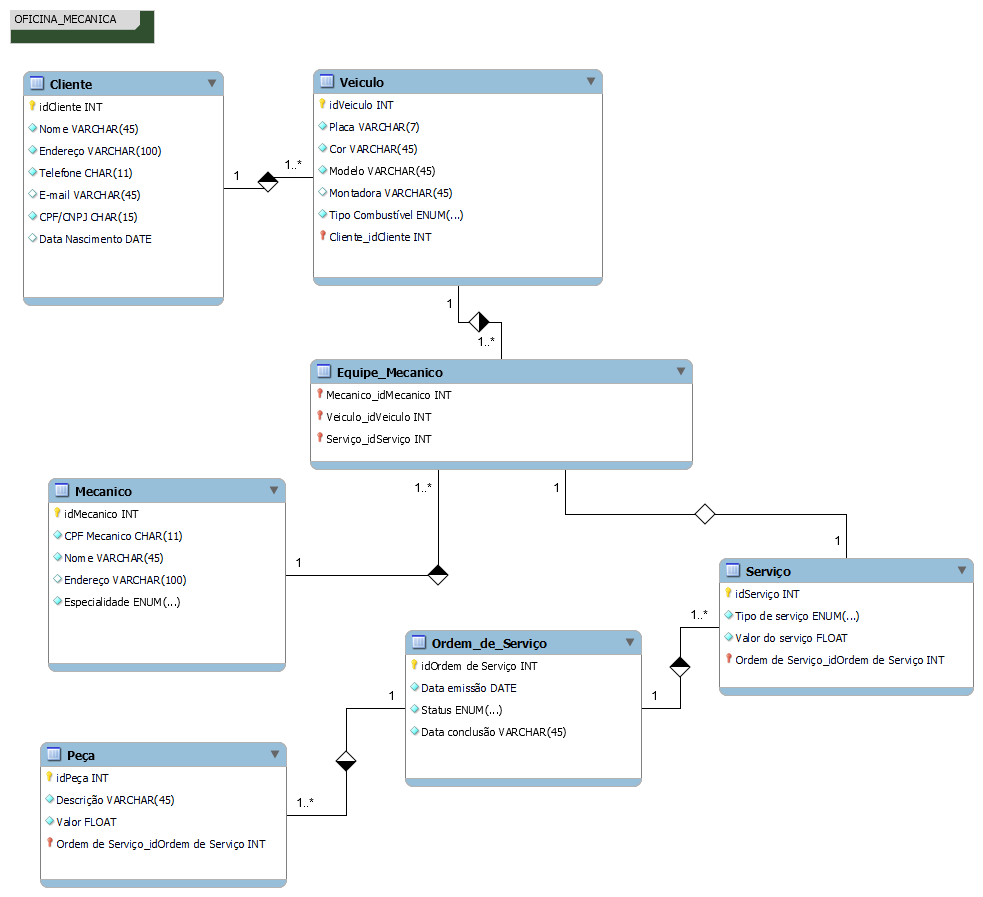 OFICINA_MECANICA
Cliente
idCliente INT
Nome VARCHAR(45)
Endereço VARCHAR(100)
Telefone CHAR(11)
E-mail VARCHAR(45)
CPF/CNPJ CHAR(15)
Data Nascimento DATE
1
1..*
Veiculo
idVeiculo INT
Placa VARCHAR(7)
Cor VARCHAR(45)
Modelo VARCHAR(45)
Montadora VARCHAR(45)
Tipo Combustível ENUM(...)
Cliente_idCliente INT
1
1..*
Equipe_Mecanico
Mecanico_idMecanico INT
Veiculo_idVeiculo INT
Serviço_idServiço INT
1..*
1
Mecanico
idMecanico INT
CPF Mecanico CHAR(11)
Nome VARCHAR(45)
Endereço VARCHAR(100)
Especialidade ENUM(...)
1
1
Serviço
idServiço INT
Tipo de serviço ENUM(...)
Valor do serviço FLOAT
Ordem de Serviço_idOrdem de Serviço INT
1..*
1
Ordem_de_Serviço
idOrdem de Serviço INT
Data emissão DATE
Status ENUM(...)
Data conclusão VARCHAR(45)
1
1..*
Peça
idPeça INT
Descrição VARCHAR(45)
Valor FLOAT
Ordem de Serviço_idOrdem de Serviço INT